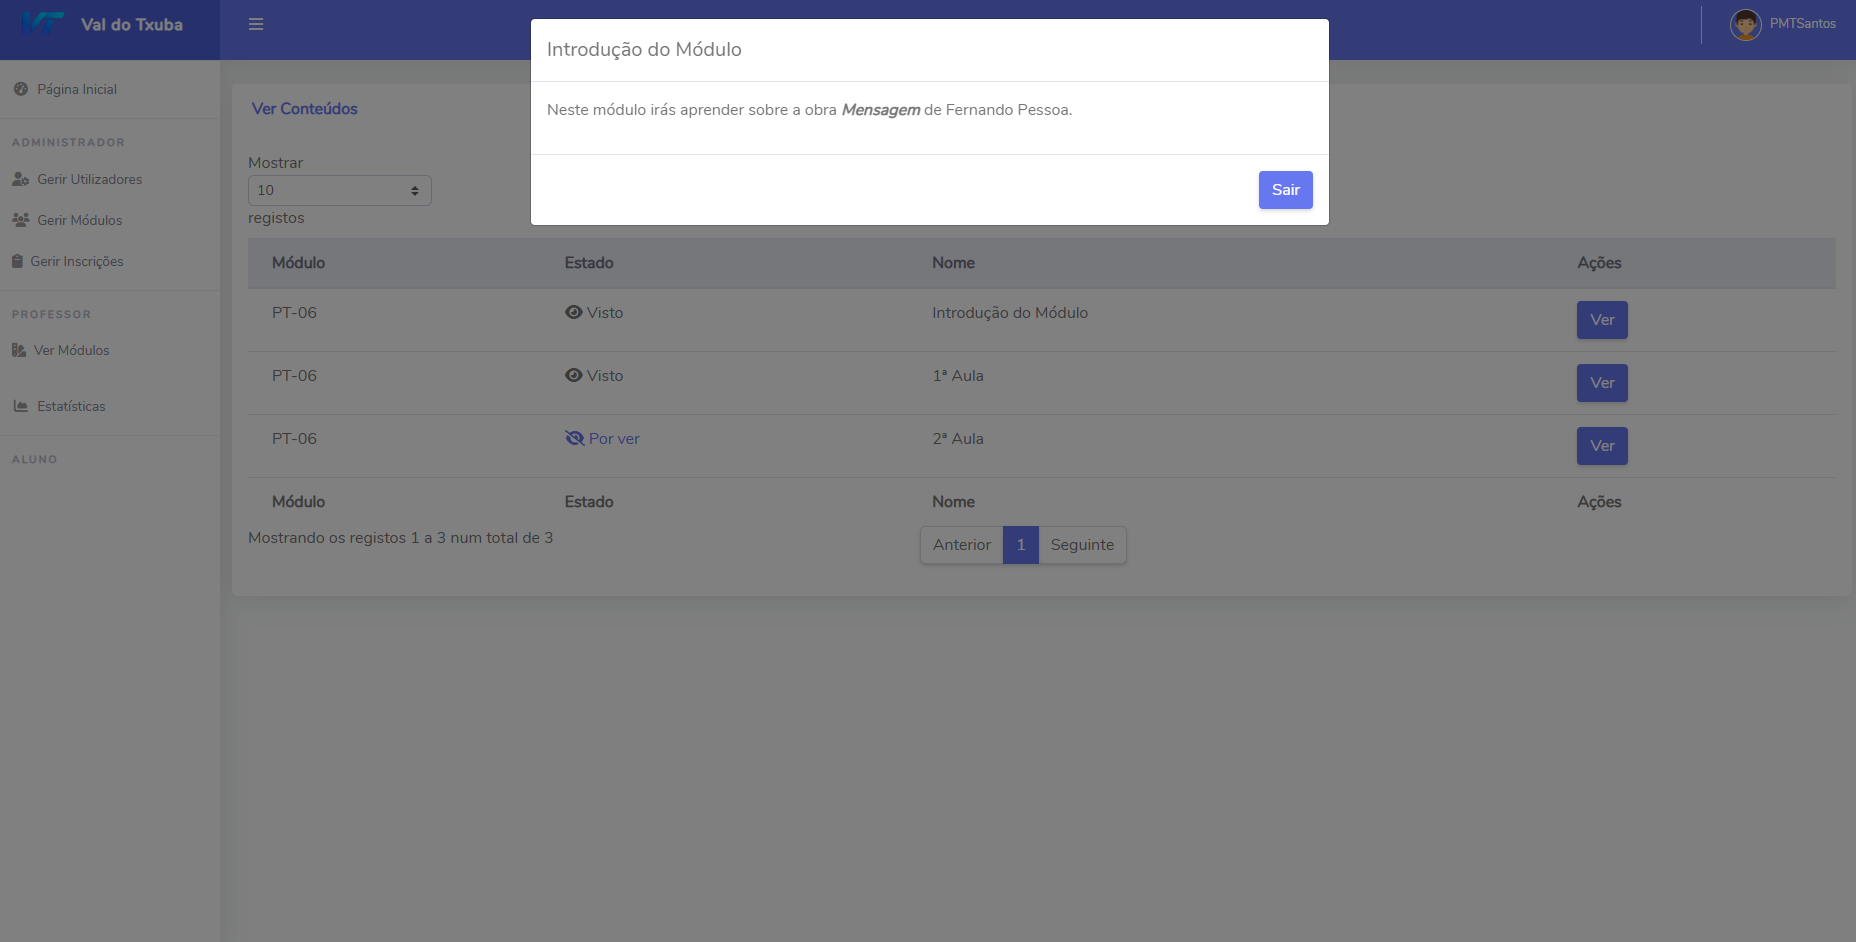 Val do Txuba
PMTSantos
Introdução do Módulo
Neste módulo irás aprender sobre a obra Mensagem de Fernando Pessoa.
Sair
Página Inicial
ADMINISTRADOR
Gerir Utilizadores
Gerir Módulos
Gerir Inscrições
PROFESSOR
Ver Módulos
Estatísticas
ALUNO
Ver Conteúdos
Mostrar
10
registos
Módulo Estado Nome Ações
PT-06 Visto Introdução do Módulo Ver
PT-06 Visto 1ª Aula Ver
PT-06 Por ver 2ª Aula Ver
Módulo Estado Nome Ações
Mostrando os registos 1 a 3 num total de 3
Anterior 1 Seguinte